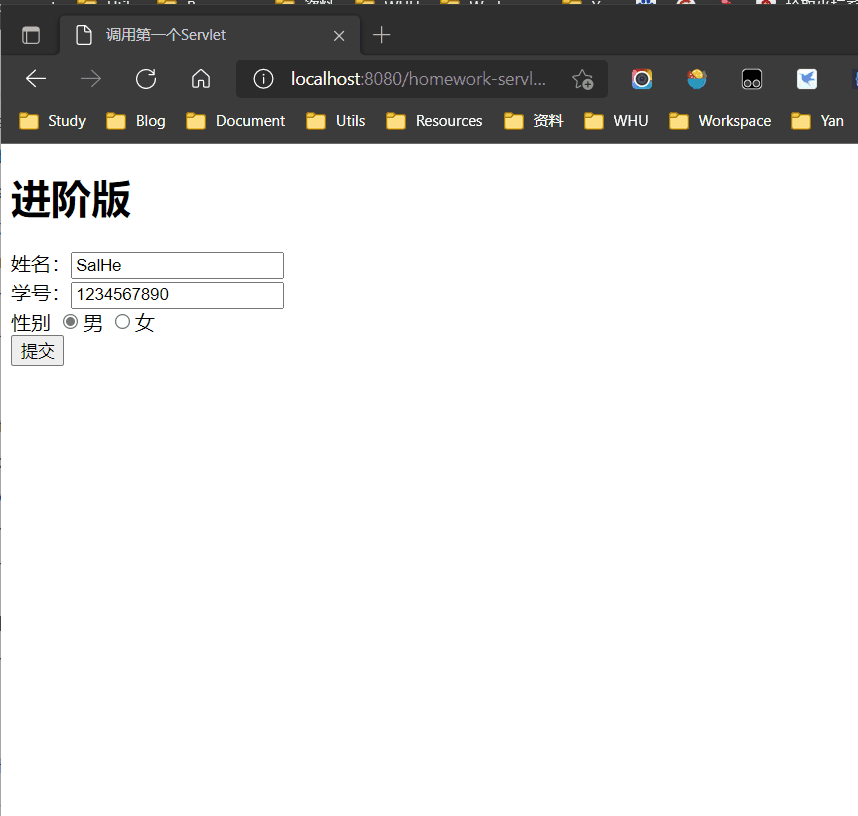 调用第一个Servlet
localhost:8080/homework-servl...
Study Blog Document Utils Resources 资料 WHU Workspace Yan
进阶版
姓名：SalHe
学号：1234567890
性别 男 女
提交